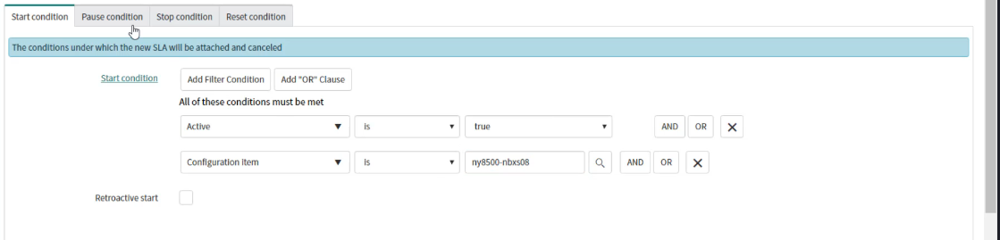 Start condition Pause condition Stop condition Reset condition
The conditions under which the new SLA will be attached and canceled
Start condition Add Filter Condition Add "OR" Clause
All of these conditions must be met
Active is true AND OR
Configuration item is ny8500-nbxs08 AND OR
Retroactive start